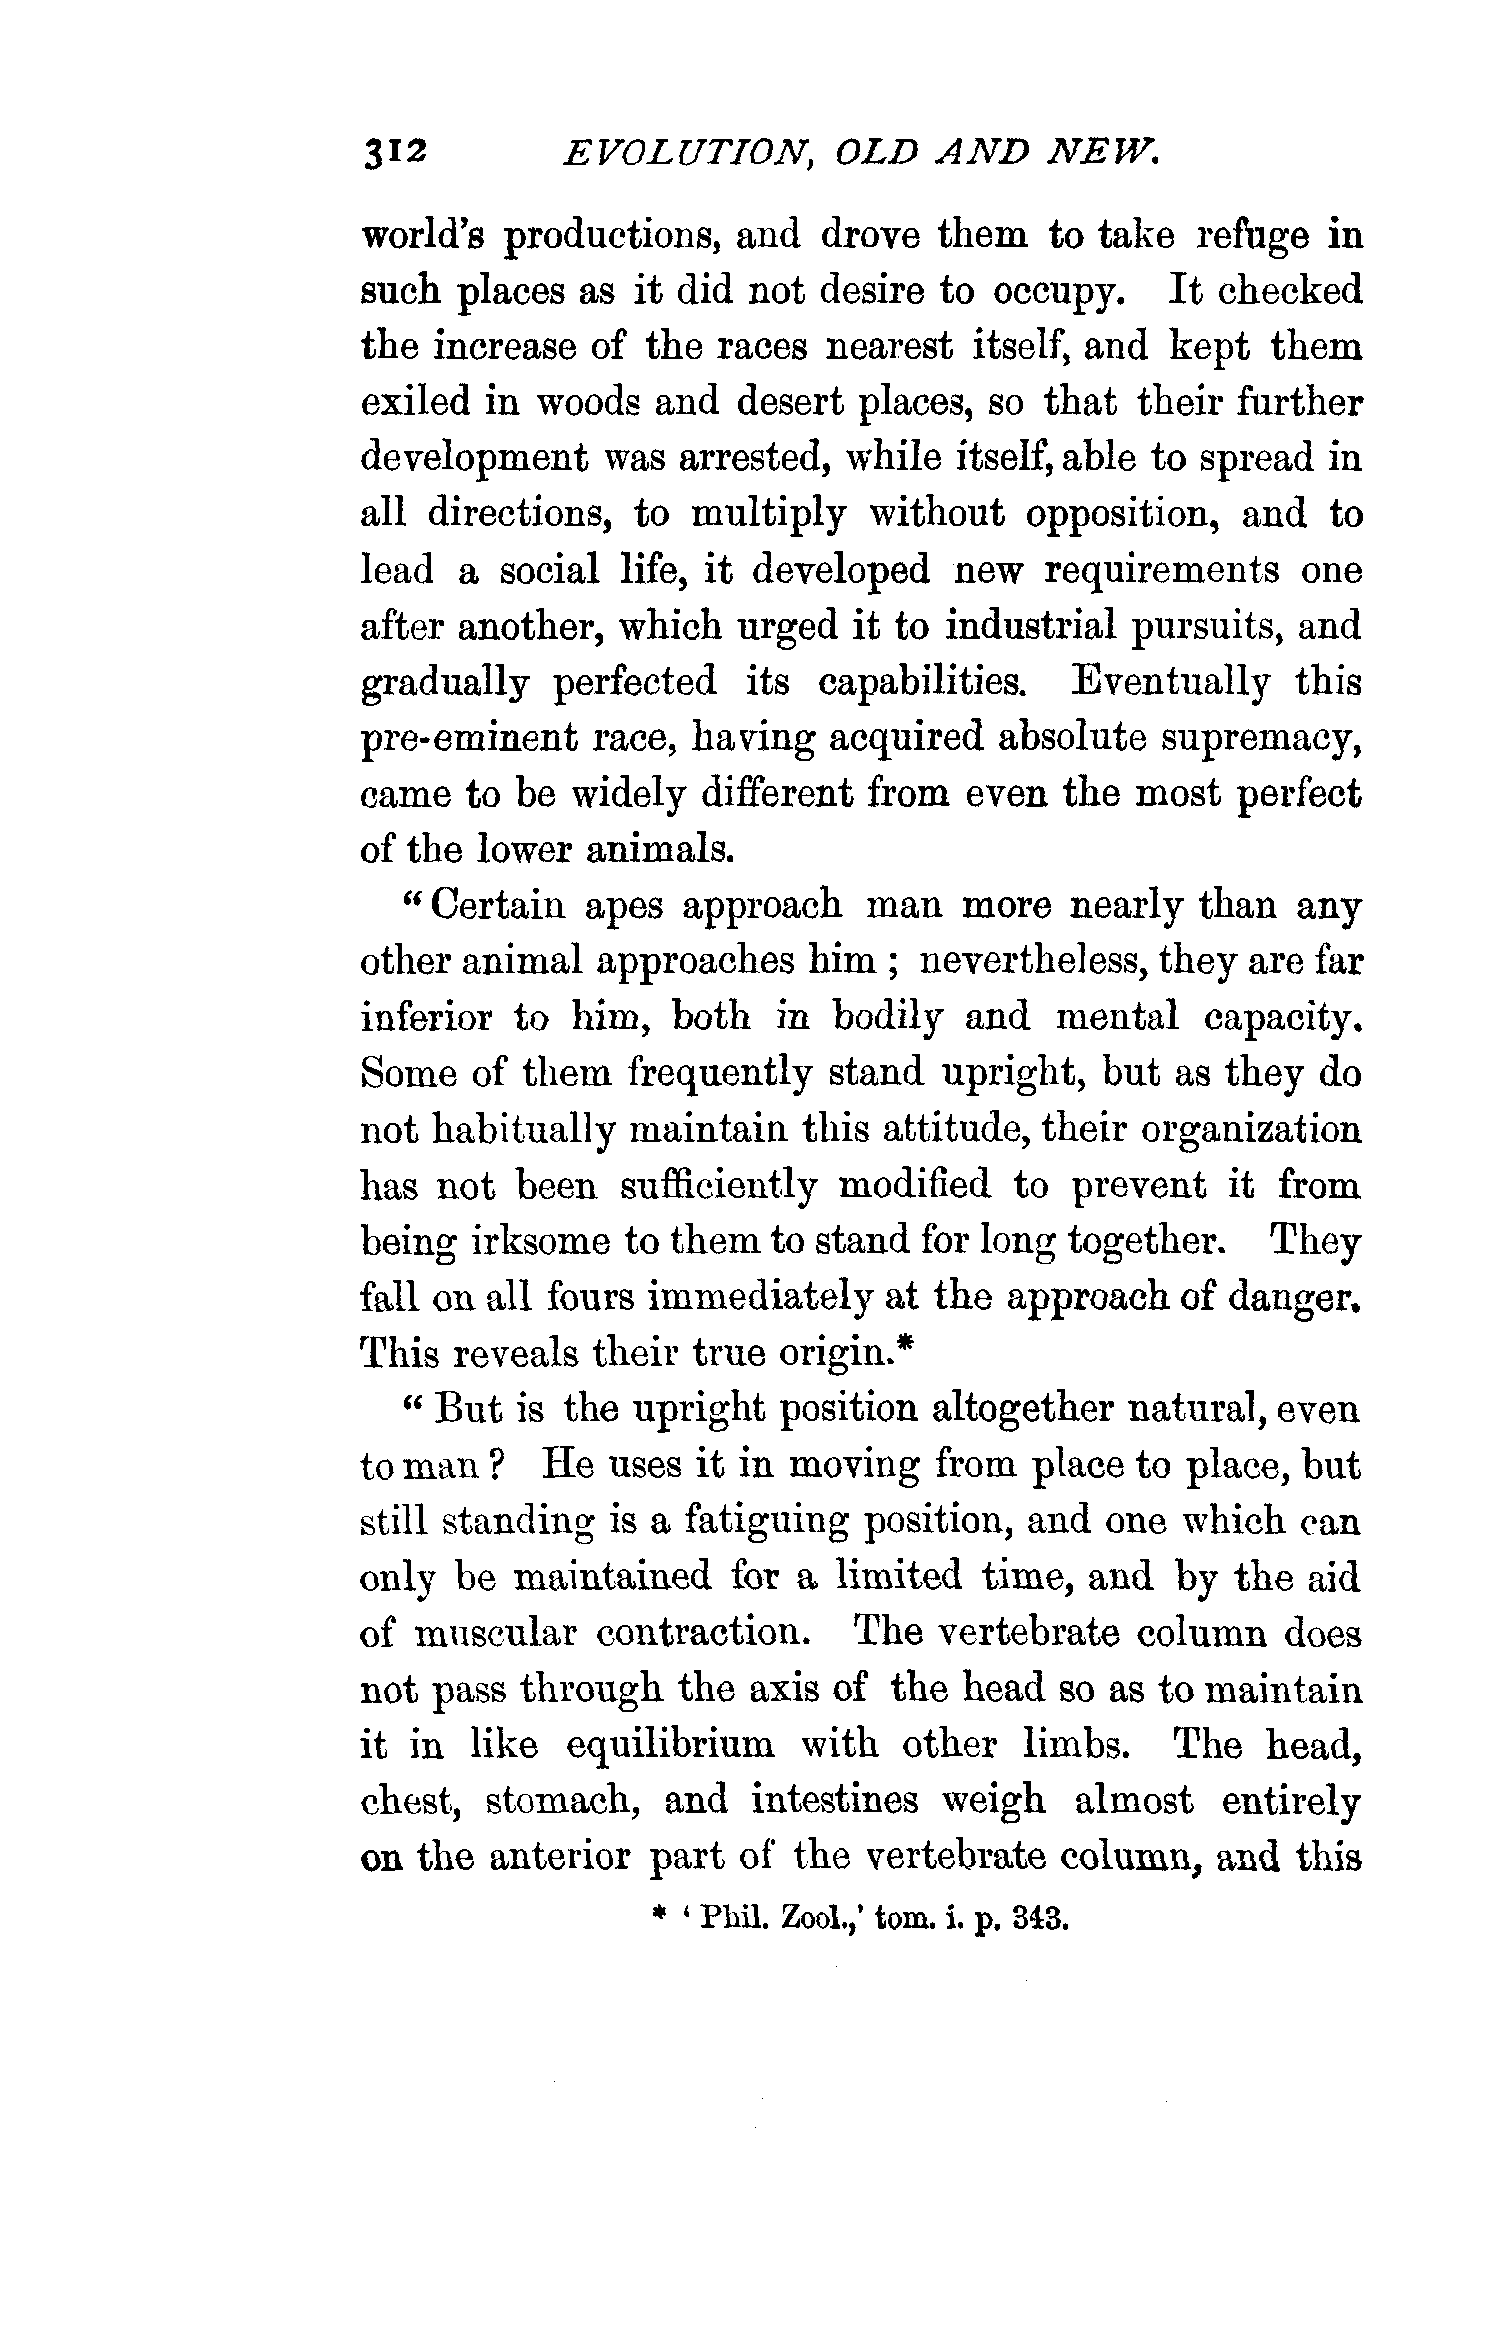 312 EVOLUTION, OLD AND NEW.
world's productions, and drove them to take refuge in
such places as it did not desire to occupy. It checked
the increase of the races nearest itself, and kept them
exiled in woods and desert places, so that their further
development was arrested, while itself, able to spread in
all directions, to multiply without opposition, and to
lead a social life, it developed new requirements one
after another, which urged it to industrial pursuits, and
gradually perfected its capabilities. Eventually this
pre-eminent race, having acquired absolute supremacy,
came to be widely different from even the most perfect
of the lower animals.
“ Certain apes approach man more nearly than any
other animal approaches him ; nevertheless, they are far
inferior to him, both in bodily and mental capacity.
Some of them frequently stand upright, but as they do
not habitually maintain this attitude, their organization
has not been sufficiently modified to prevent it from
being irksome to them to stand for long together. They
fall on all fours immediately at the approach of danger.
This reveals their true origin.*
“ But is the upright position altogether natural, even
to man ? He uses it in moving from place to place, but
still standing is a fatiguing position, and one which can
only be maintained for a limited time, and by the aid
of muscular contraction. The vertebrate column does
not pass through the axis of the head so as to maintain
it in like equilibrium with other limbs. The head,
chest, stomach, and intestines weigh almost entirely
on the anterior part of the vertebrate column, and this
* ‘ Phil. Zool.,’ tom. i. p. 343.